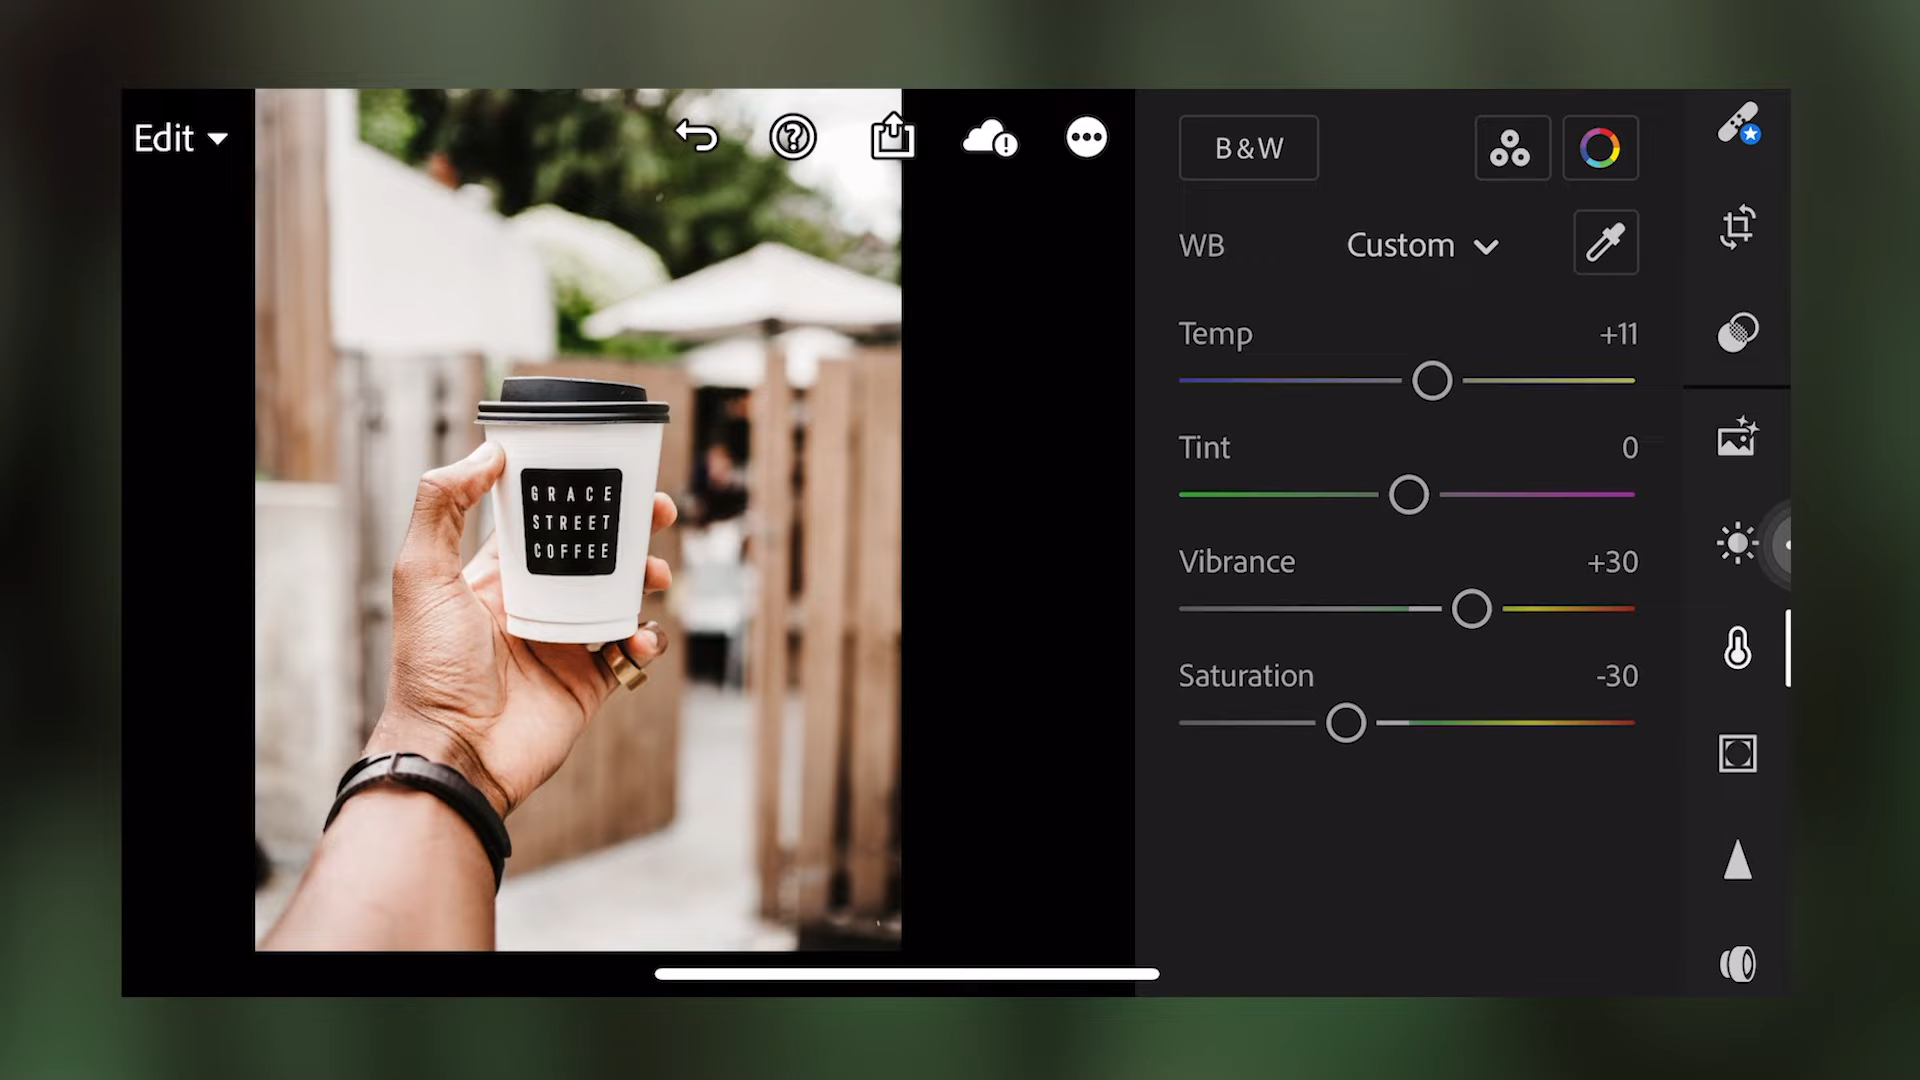 Edit
B&W
WB
Custom
Temp
+11
Tint
0
Vibrance
+30
Saturation
-30
GRACE
STREET
COFFEE